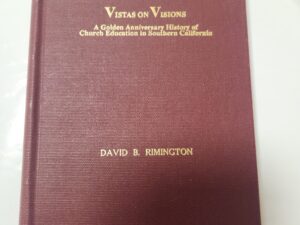 VISTAS ON VISIONS
A Golden Anniversary History of
Church Education in Southern California
DAVID B. RIMINGTON